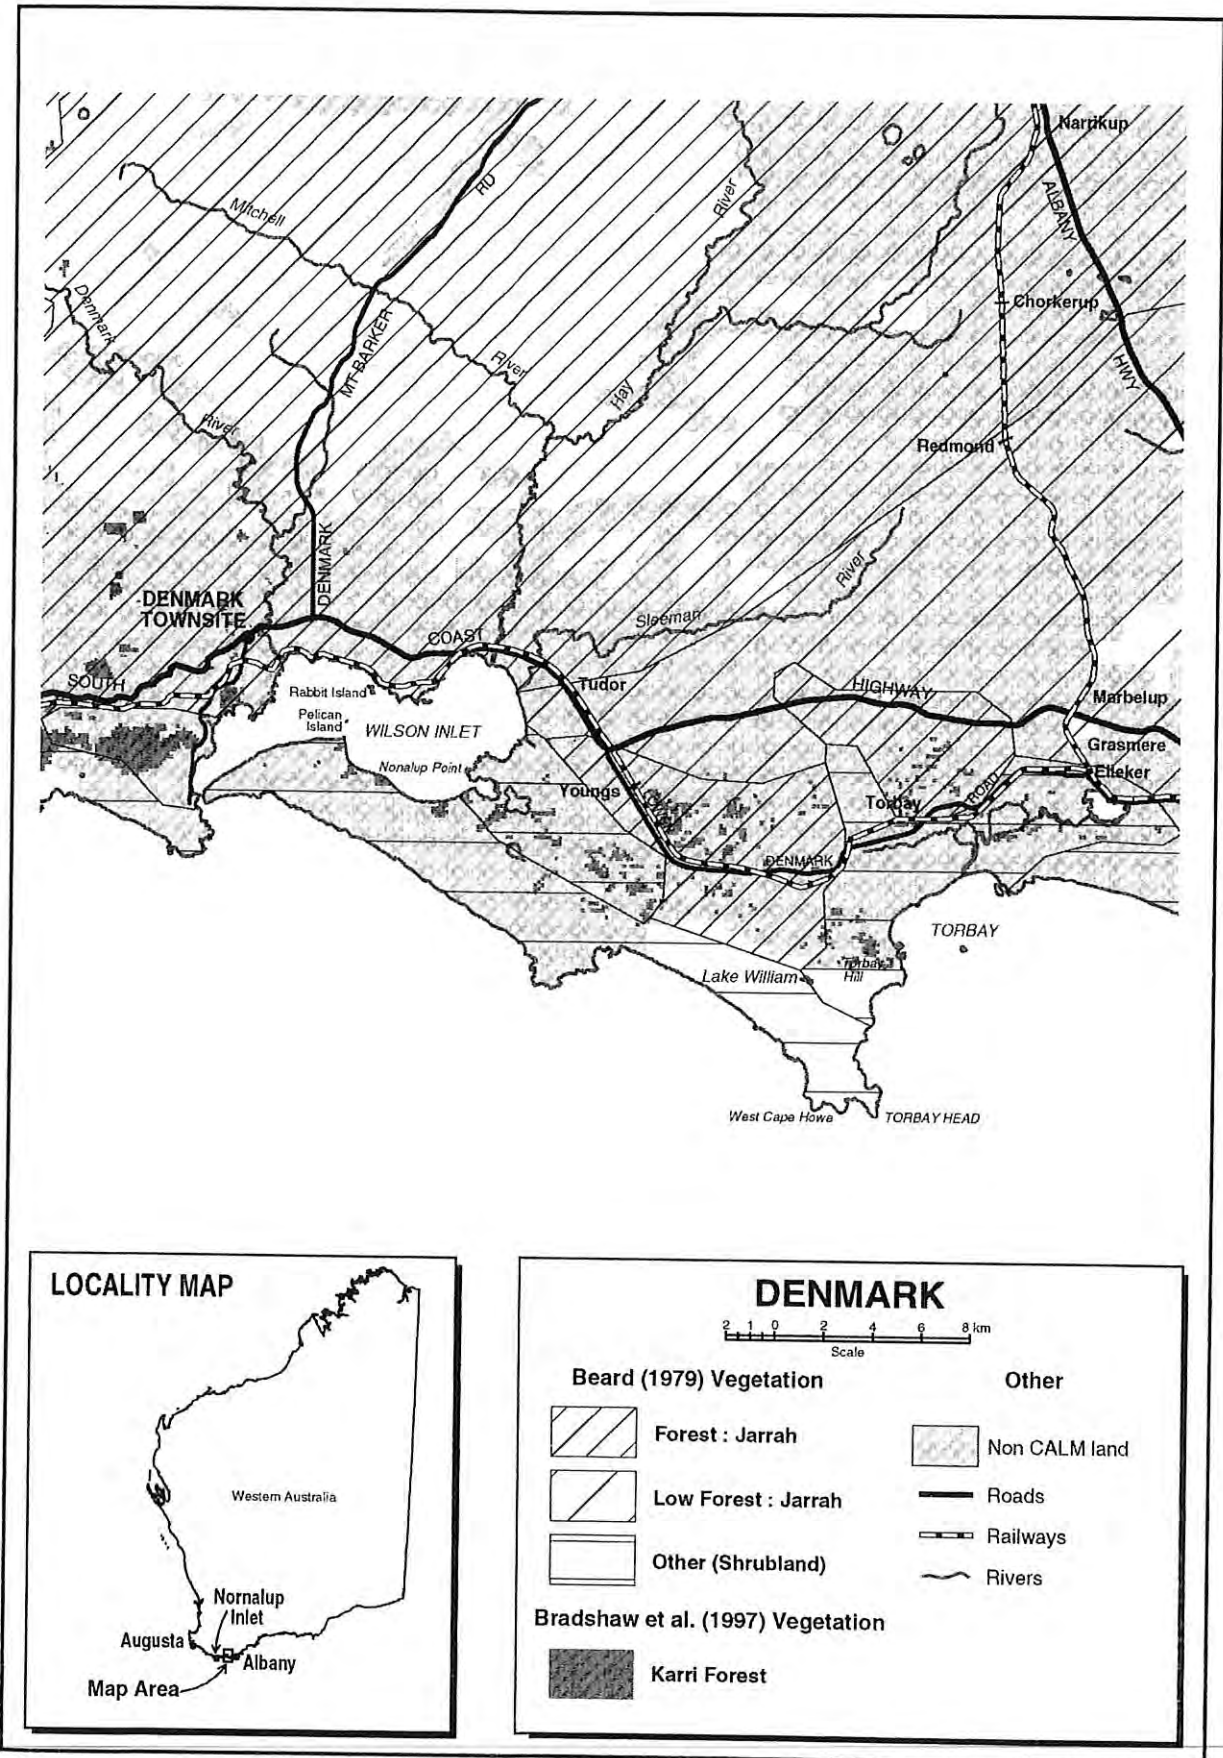 Narrikup
RD
River
Mitchell
ALBANY
Denmark
Chorkerup
MT-BARKER
River
HWY
Hay
River
Redmond
DENMARK
River
DENMARK
TOWNSITE
Sleeman
COAST
SOUTH
Tudor
HIGHWAY
Rabbit Island
Marbelup
Pelican
Island
WILSON INLET
Grasmere
Nonalup Point
Elleker
Youngs
ROAD
Torbay
DENMARK
TORBAY
Torbay
Hill
Lake William
West Cape Howe
TORBAY HEAD
LOCALITY MAP
Western Australia
Nornalup
Inlet
Augusta
Albany
Map Area
DENMARK
2 1 0 2 4 6 8 km
Scale
Beard (1979) Vegetation
Other
Forest : Jarrah
Non CALM land
Low Forest : Jarrah
Roads
Railways
Other (Shrubland)
Rivers
Bradshaw et al. (1997) Vegetation
Karri Forest